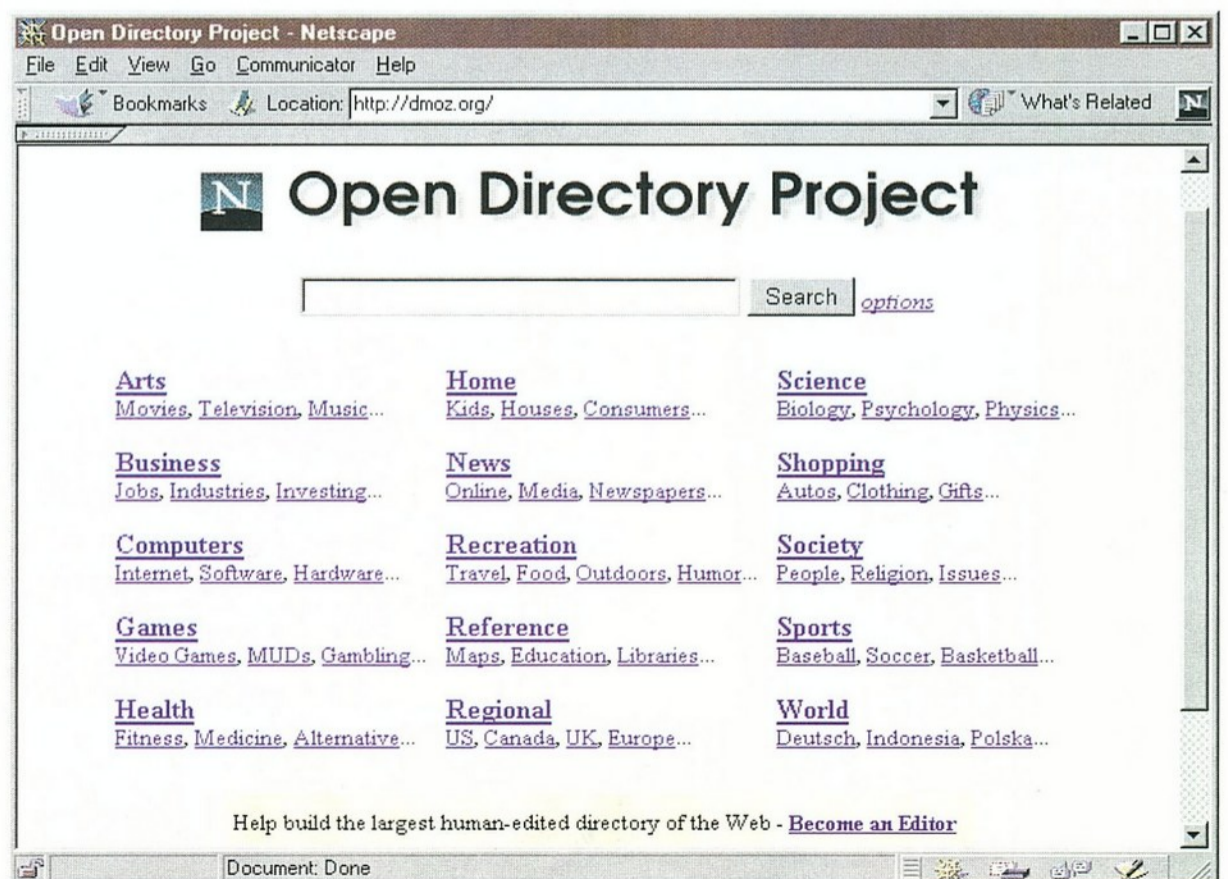 Open Directory Project - Netscape
File Edit View Go Communicator Help
Bookmarks Location: http://dmoz.org/ What's Related N
N Open Directory Project
Search options
Arts Home Science
Movies, Television, Music... Kids, Houses, Consumers... Biology, Psychology, Physics...
Business News Shopping
Jobs, Industries, Investing... Online, Media, Newspapers... Autos, Clothing, Gifts...
Computers Recreation Society
Internet, Software, Hardware... Travel, Food, Outdoors, Humor... People, Religion, Issues...
Games Reference Sports
Video Games, MUDs, Gambling... Maps, Education, Libraries... Baseball, Soccer, Basketball...
Health Regional World
Fitness, Medicine, Alternative... US, Canada, UK, Europe... Deutsch, Indonesia, Polska...
Help build the largest human-edited directory of the Web - Become an Editor
Document: Done